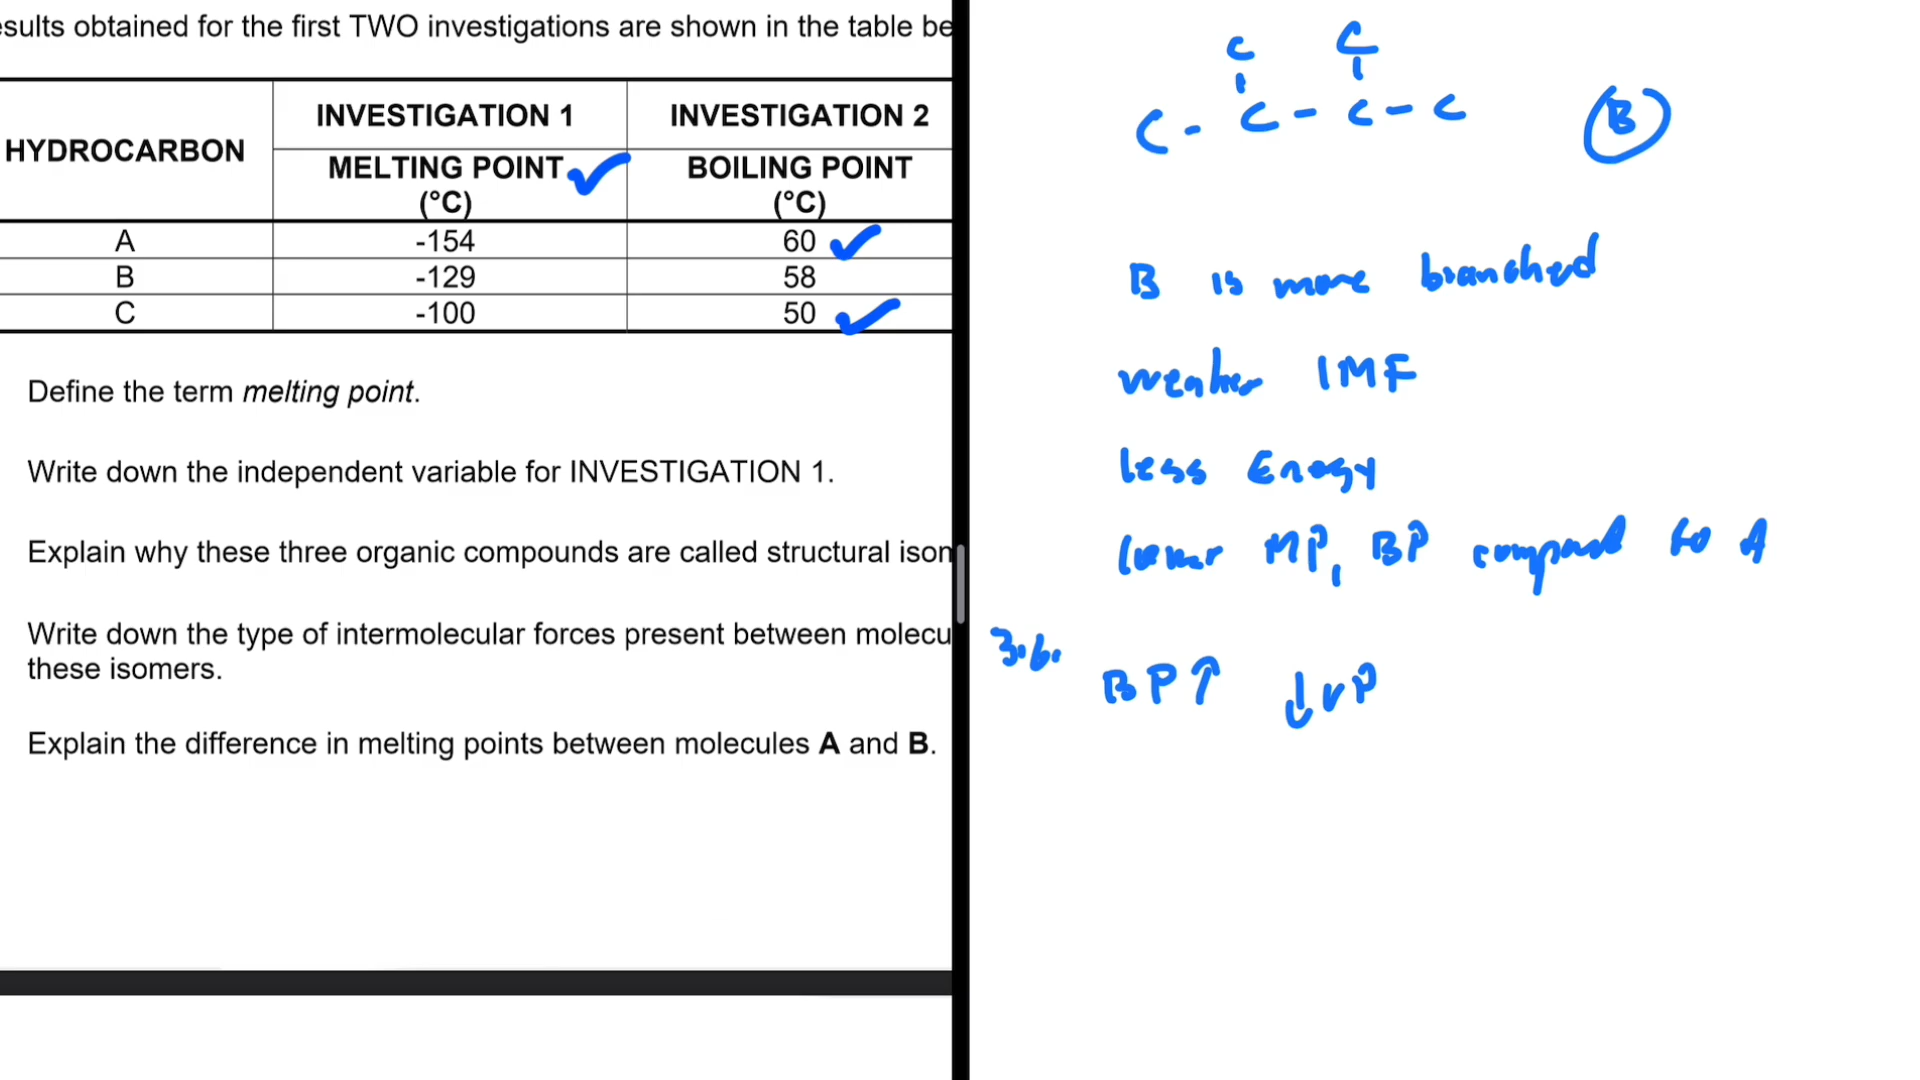 sults obtained for the first TWO investigations are shown in the table be
HYDROCARBON
INVESTIGATION 1
INVESTIGATION 2
MELTING POINT
(°C)
BOILING POINT
(°C)
A -154 60
B -129 58
C -100 50
Define the term melting point.
Write down the independent variable for INVESTIGATION 1.
Explain why these three organic compounds are called structural ison
Write down the type of intermolecular forces present between molecu
these isomers.
Explain the difference in melting points between molecules A and B.
C C
C - C - C - C B
B is more branched
weaker IMF
less Energy
lower MP, BP compared to A
3.6.
BP↑ ↓VP